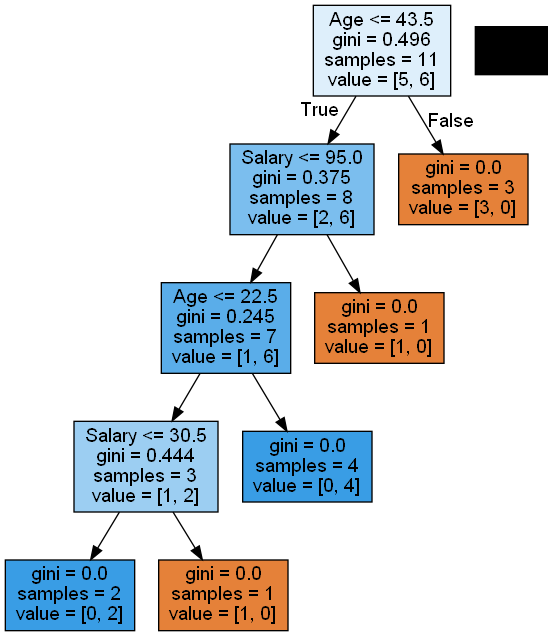 Age <= 43.5
gini = 0.496
samples = 11
value = [5, 6]
True
False
Salary <= 95.0
gini = 0.375
samples = 8
value = [2, 6]
gini = 0.0
samples = 3
value = [3, 0]
Age <= 22.5
gini = 0.245
samples = 7
value = [1, 6]
gini = 0.0
samples = 1
value = [1, 0]
Salary <= 30.5
gini = 0.444
samples = 3
value = [1, 2]
gini = 0.0
samples = 4
value = [0, 4]
gini = 0.0
samples = 2
value = [0, 2]
gini = 0.0
samples = 1
value = [1, 0]